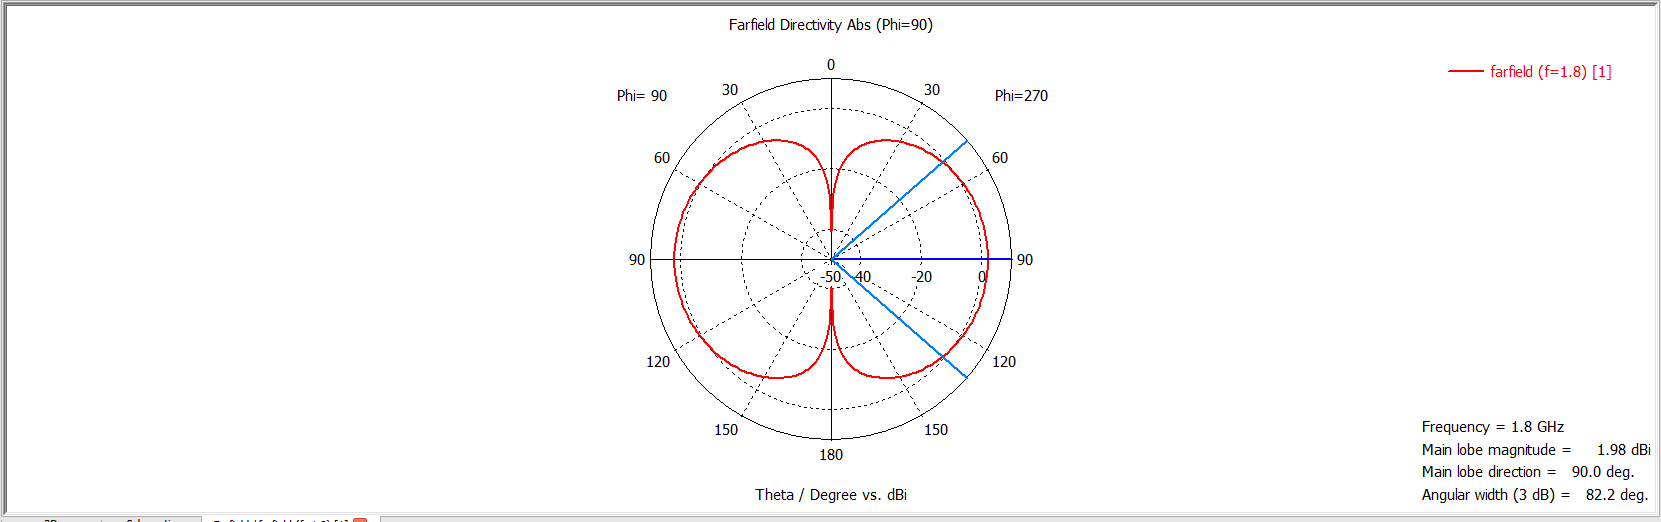 Farfield Directivity Abs (Phi=90)
0
farfield (f=1.8) [1]
30
30
Phi= 90
Phi=270
60
60
90
90
-50
-40
-20
0
120
120
150
150
180
Frequency = 1.8 GHz
Main lobe magnitude = 1.98 dBi
Main lobe direction = 90.0 deg.
Angular width (3 dB) = 82.2 deg.
Theta / Degree vs. dBi